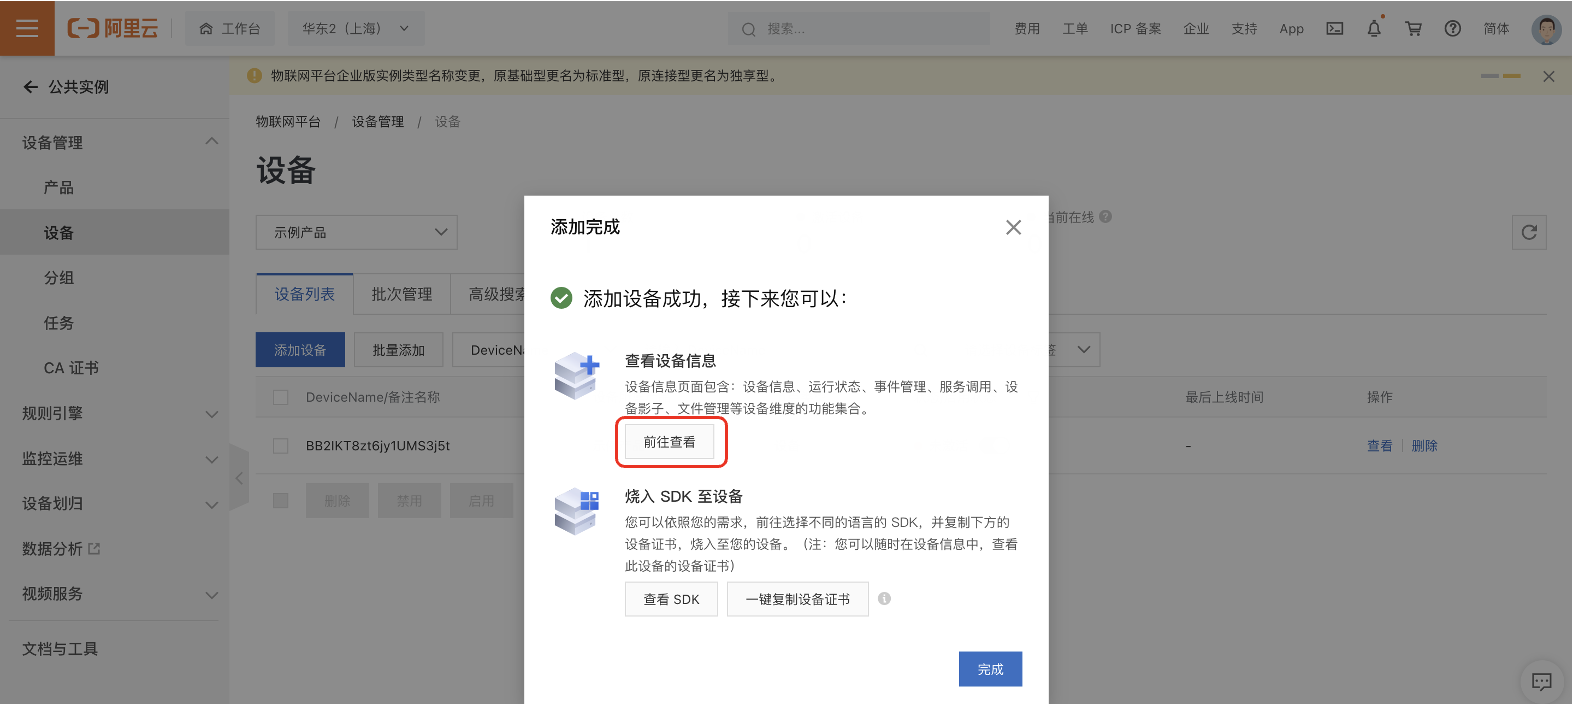 阿里云
工作台
华东2（上海）
搜索...
费用
工单
ICP 备案
企业
支持
App
简体
公共实例
物联网平台企业版实例类型名称变更，原基础型更名为标准型，原连接型更名为独享型。
物联网平台 / 设备管理 / 设备
设备管理
产品
设备
分组
任务
CA 证书
规则引擎
监控运维
设备划归
数据分析
视频服务
文档与工具
设备
示例产品
当前在线
设备列表
批次管理
高级搜索
添加设备
批量添加
DeviceNa
签
DeviceName/备注名称
最后上线时间
操作
BB2IKT8zt6jy1UMS3j5t
-
查看
删除
删除
禁用
启用
添加完成
添加设备成功，接下来您可以：
查看设备信息
设备信息页面包含：设备信息、运行状态、事件管理、服务调用、设
备影子、文件管理等设备维度的功能集合。
前往查看
烧入 SDK 至设备
您可以依照您的需求，前往选择不同的语言的 SDK，并复制下方的
设备证书，烧入至您的设备。（注：您可以随时在设备信息中，查看
此设备的设备证书）
查看 SDK
一键复制设备证书
完成